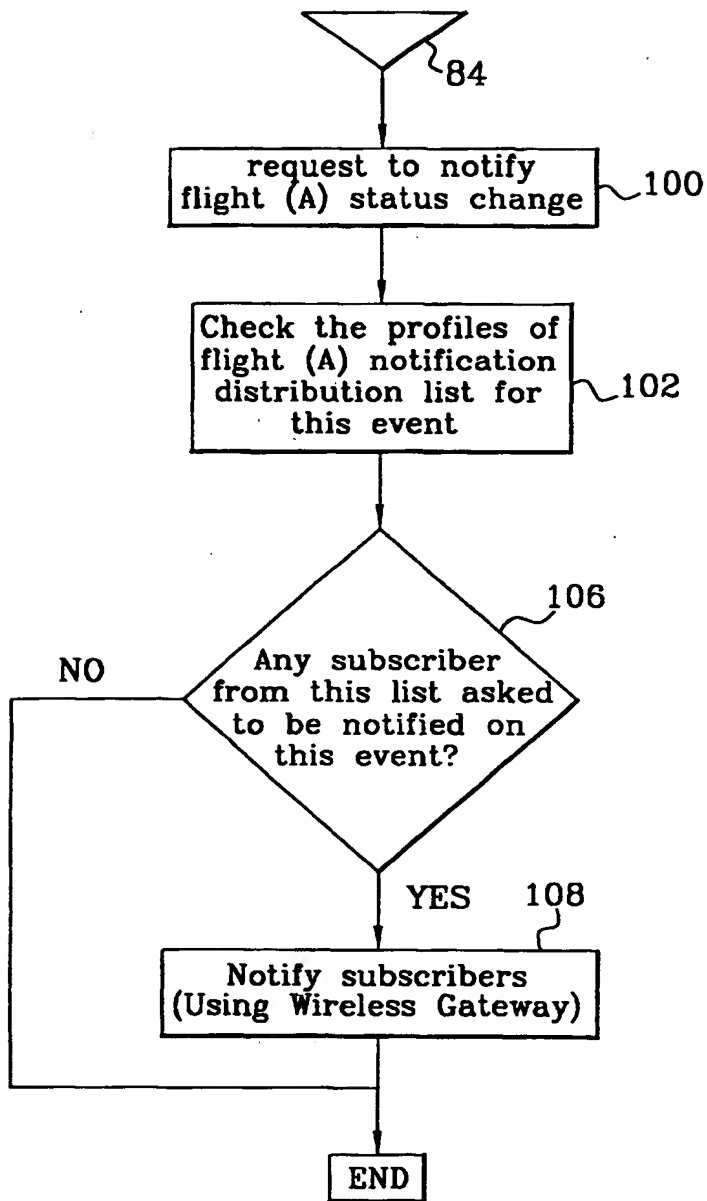 84
request to notify
flight (A) status change
100
Check the profiles of
flight (A) notification
distribution list for
this event
102
106
NO
Any subscriber
from this list asked
to be notified on
this event?
YES
108
Notify subscribers
(Using Wireless Gateway)
END